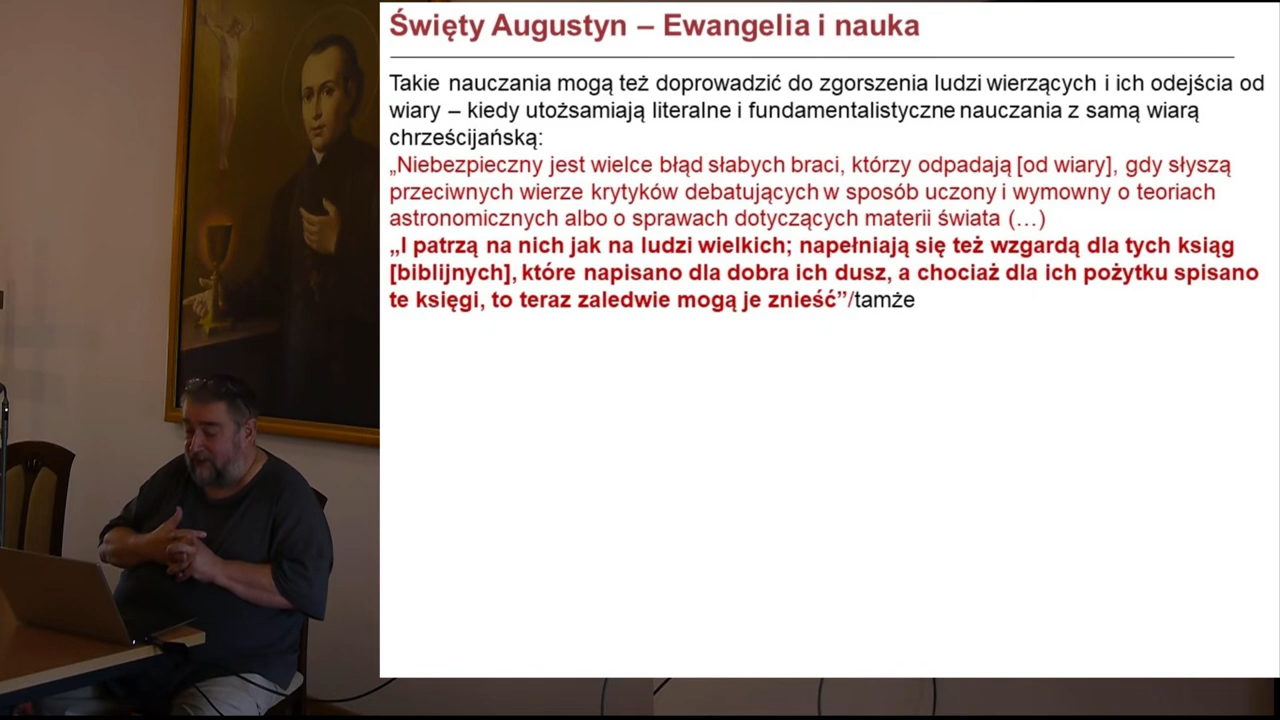 Święty Augustyn – Ewangelia i nauka
Takie nauczania mogą też doprowadzić do zgorszenia ludzi wierzących i ich odejścia od
wiary – kiedy utożsamiają literalne i fundamentalistyczne nauczania z samą wiarą
chrześcijańską:
„Niebezpieczny jest wielce błąd słabych braci, którzy odpadają [od wiary], gdy słyszą
przeciwnych wierze krytyków debatujących w sposób uczony i wymowny o teoriach
astronomicznych albo o sprawach dotyczących materii świata (…)
„I patrzą na nich jak na ludzi wielkich; napełniają się też wzgardą dla tych ksiąg
[biblijnych], które napisano dla dobra ich dusz, a chociaż dla ich pożytku spisano
te księgi, to teraz zaledwie mogą je znieść”/tamże